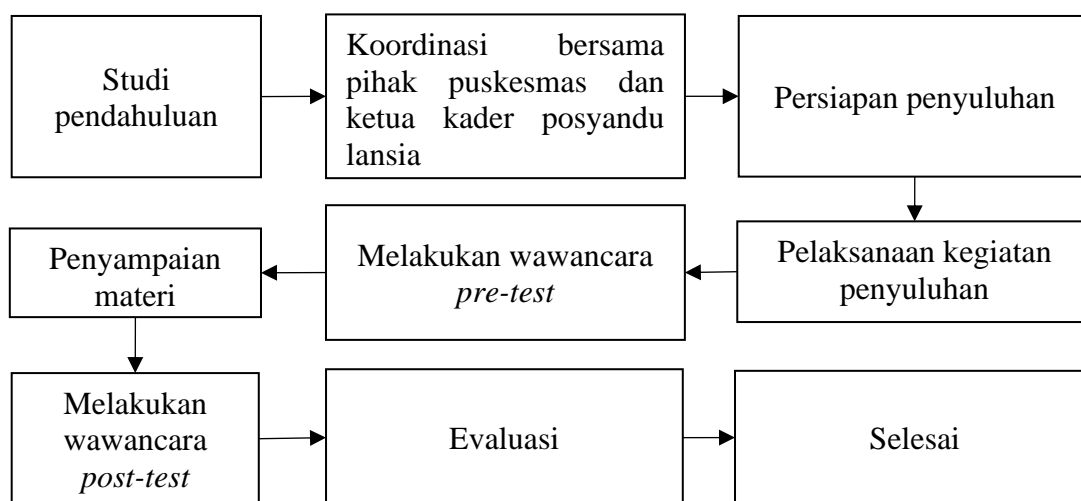 Studi
pendahuluan
Koordinasi bersama
pihak puskesmas dan
ketua kader posyandu
lansia
Persiapan penyuluhan
Pelaksanaan kegiatan
penyuluhan
Melakukan wawancara
pre-test
Penyampaian
materi
Melakukan
wawancara
post-test
Evaluasi
Selesai